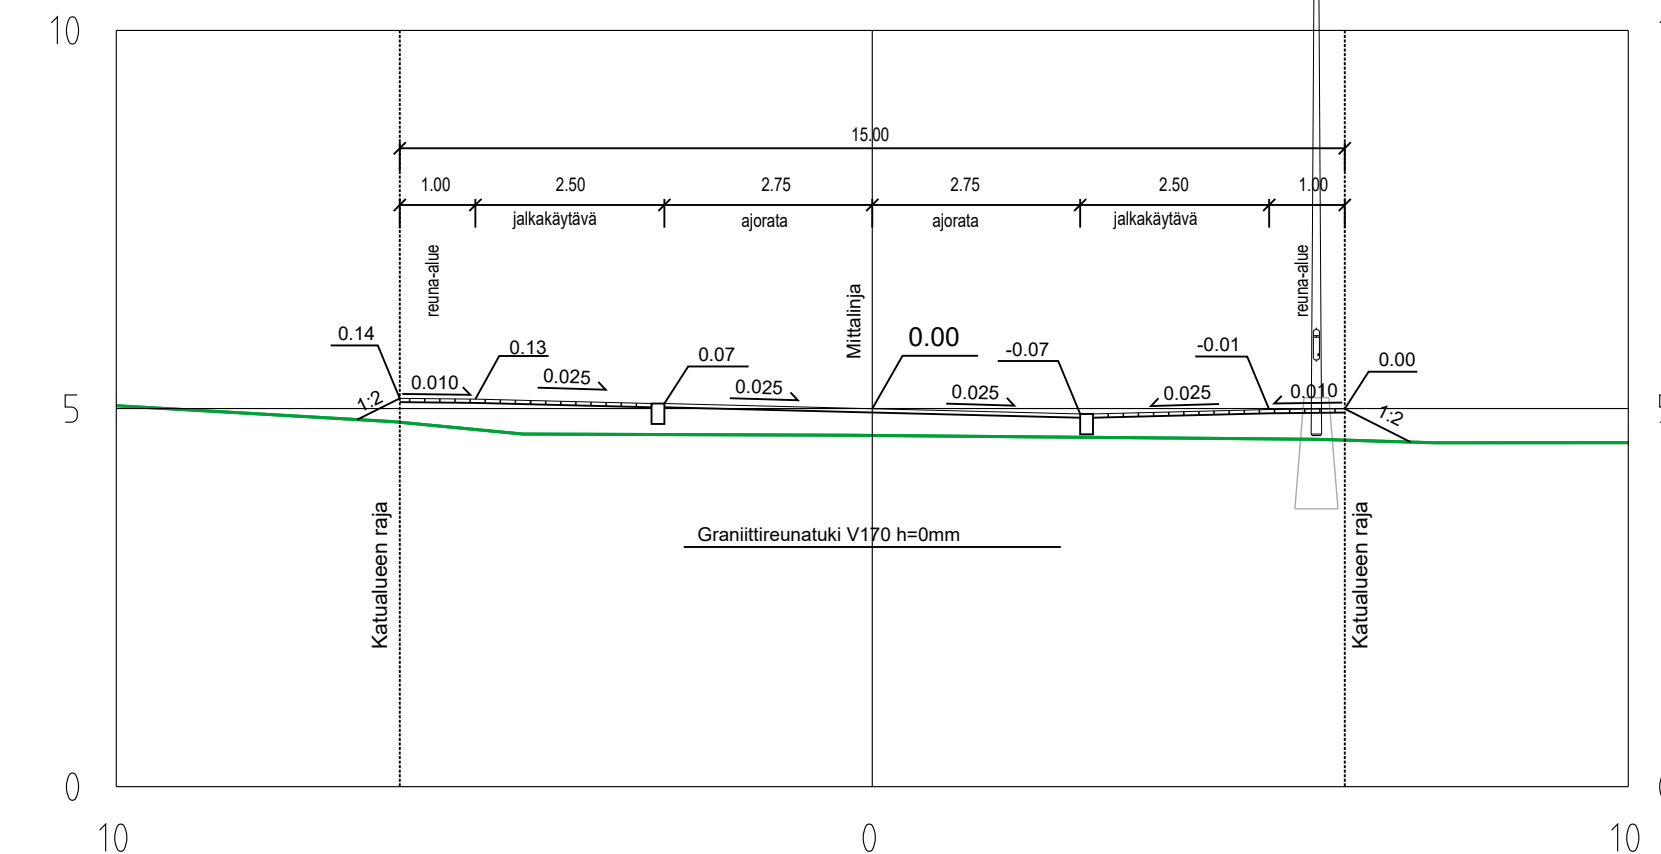 10
15.00
1.00 2.50 2.75 2.75 2.50 1.00
jalkakäytävä ajorata ajorata jalkakäytävä
reuna-alue
Mittalinja
reuna-alue
0.14 0.13 0.07 0.00 -0.07 -0.01 0.00
0.010 0.025 0.025 0.025 0.025 0.010
1:2 1:2
5
Katualueen raja
Graniittireunatuki V170 h=0mm
Katualueen raja
0
10 0 10